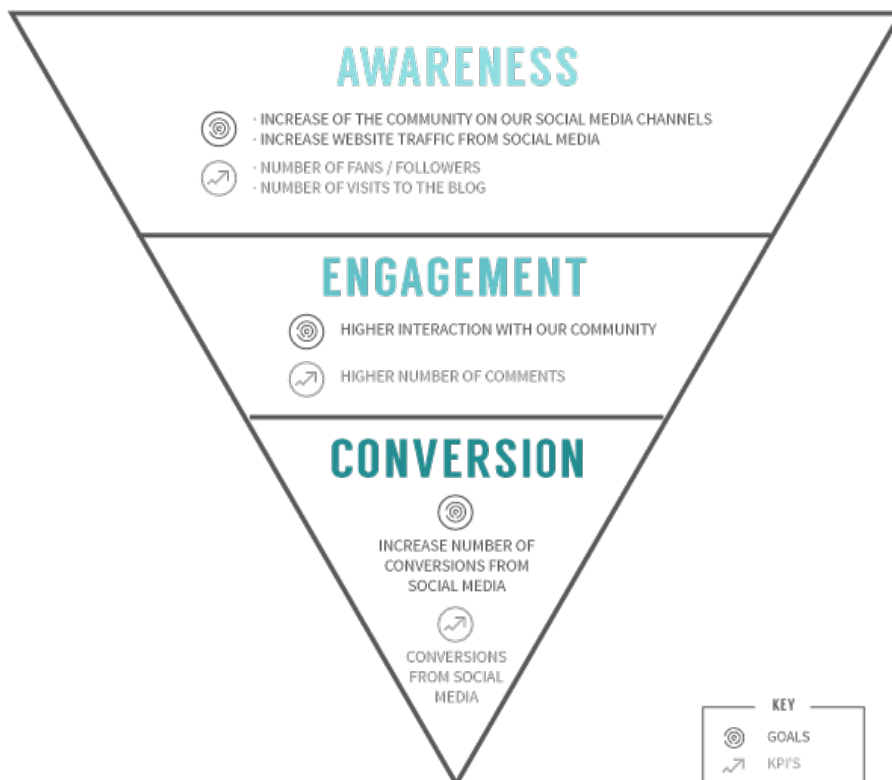 AWARENESS
· INCREASE OF THE COMMUNITY ON OUR SOCIAL MEDIA CHANNELS
· INCREASE WEBSITE TRAFFIC FROM SOCIAL MEDIA
· NUMBER OF FANS / FOLLOWERS
· NUMBER OF VISITS TO THE BLOG
ENGAGEMENT
HIGHER INTERACTION WITH OUR COMMUNITY
HIGHER NUMBER OF COMMENTS
CONVERSION
INCREASE NUMBER OF
CONVERSIONS FROM
SOCIAL MEDIA
CONVERSIONS
FROM SOCIAL
MEDIA
KEY
GOALS
KPI'S